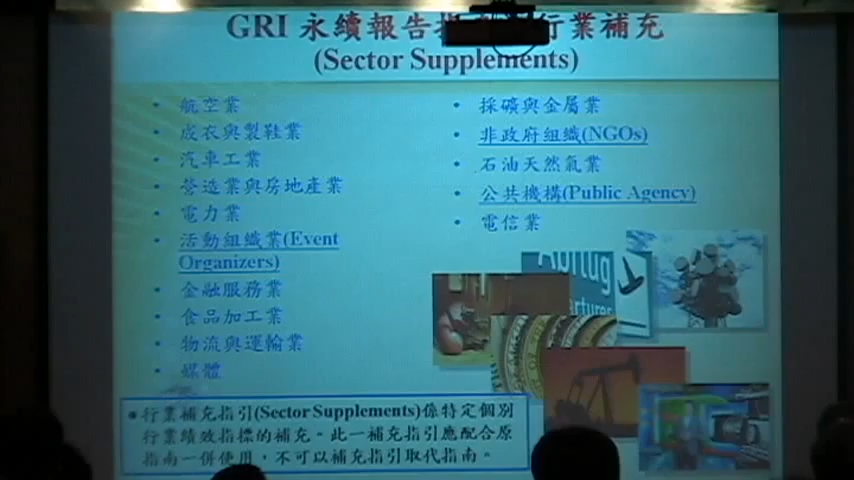 GRI 永續報告 行業補充
(Sector Supplements)
• 航空業
• 成衣與製鞋業
• 汽車工業
• 營造業與房地產業
• 電力業
• 活動組織業(Event
Organizers)
• 金融服務業
• 食品加工業
• 物流與運輸業
• 媒體
• 採礦與金屬業
• 非政府組織(NGOs)
• 石油天然氣業
• 公共機構(Public Agency)
• 電信業
• 行業補充指引(Sector Supplements)係特定個別
行業績效指標的補充。此一補充指引應配合原
指南一併使用，不可以補充指引取代指南。